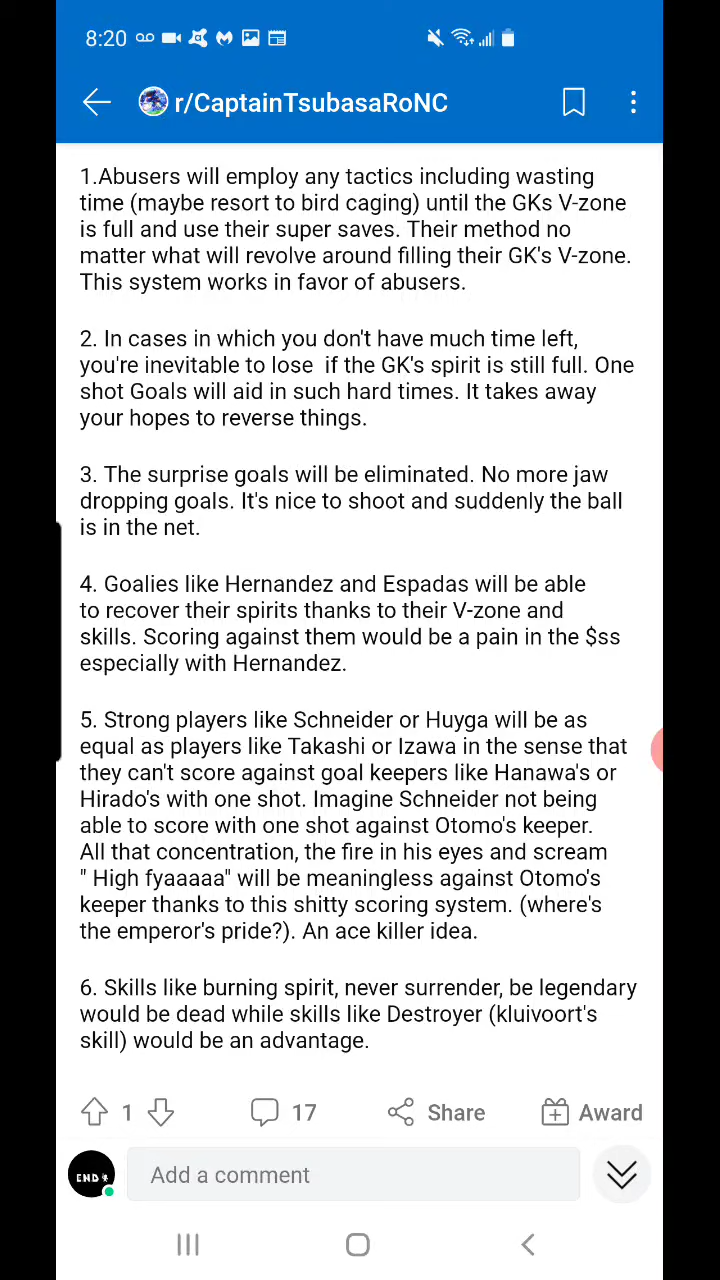 8:20
r/CaptainTsubasaRoNC
1.Abusers will employ any tactics including wasting
time (maybe resort to bird caging) until the GKs V-zone
is full and use their super saves. Their method no
matter what will revolve around filling their GK's V-zone.
This system works in favor of abusers.
2. In cases in which you don't have much time left,
you're inevitable to lose  if the GK's spirit is still full. One
shot Goals will aid in such hard times. It takes away
your hopes to reverse things.
3. The surprise goals will be eliminated. No more jaw
dropping goals. It's nice to shoot and suddenly the ball
is in the net.
4. Goalies like Hernandez and Espadas will be able
to recover their spirits thanks to their V-zone and
skills. Scoring against them would be a pain in the $ss
especially with Hernandez.
5. Strong players like Schneider or Huyga will be as
equal as players like Takashi or Izawa in the sense that
they can't score against goal keepers like Hanawa's or
Hirado's with one shot. Imagine Schneider not being
able to score with one shot against Otomo's keeper.
All that concentration, the fire in his eyes and scream
" High fyaaaaa" will be meaningless against Otomo's
keeper thanks to this shitty scoring system. (where's
the emperor's pride?). An ace killer idea.
6. Skills like burning spirit, never surrender, be legendary
would be dead while skills like Destroyer (kluivoort's
skill) would be an advantage.
1 17 Share Award
END
Add a comment